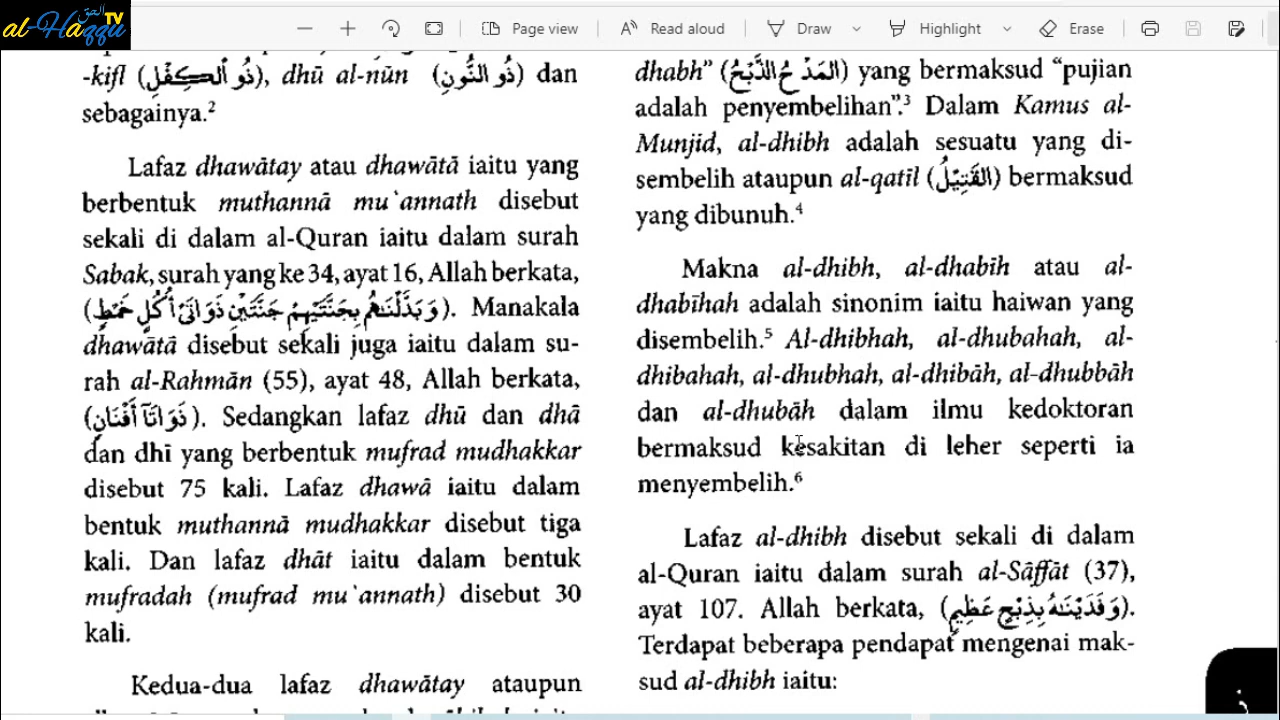 الحق
al-Haqqu TV
Page view
Read aloud
Draw
Highlight
Erase
-kifl (ذُو ٱلكِفْلِ), dhū al-nūn (ذُو النُّونِ) dan
sebagainya.²
Lafaz dhawātay atau dhawātā iaitu yang
berbentuk muthannā mu`annath disebut
sekali di dalam al-Quran iaitu dalam surah
Sabak, surah yang ke 34, ayat 16, Allah berkata,
(وَبَدَّلْنَـٰهُم بِجَنَّتَيْهِمْ جَنَّتَيْنِ ذَوَاتَىْ أُكُلٍ خَمْطٍ). Manakala
dhawātā disebut sekali juga iaitu dalam su-
rah al-Rahmān (55), ayat 48, Allah berkata,
(ذَوَاتَآ أَفْنَانٍ). Sedangkan lafaz dhū dan dhā
dan dhi yang berbentuk mufrad mudhakkar
disebut 75 kali. Lafaz dhawā iaitu dalam
bentuk muthannā mudhakkar disebut tiga
kali. Dan lafaz dhāt iaitu dalam bentuk
mufradah (mufrad mu`annath) disebut 30
kali.
Kedua-dua lafaz dhawātay ataupun
dhabh” (المَدْحُ الذَّبْحُ) yang bermaksud “pujian
adalah penyembelihan”.³ Dalam Kamus al-
Munjid, al-dhibh adalah sesuatu yang di-
sembelih ataupun al-qatīl (القَتِيْلُ) bermaksud
yang dibunuh.⁴
Makna al-dhibh, al-dhabīh atau al-
dhabīhah adalah sinonim iaitu haiwan yang
disembelih.⁵ Al-dhibhah, al-dhubahah, al-
dhibahah, al-dhubhah, al-dhibāh, al-dhubbāh
dan al-dhubāh dalam ilmu kedoktoran
bermaksud kesakitan di leher seperti ia
menyembelih.⁶
Lafaz al-dhibh disebut sekali di dalam
al-Quran iaitu dalam surah al-Sāffāt (37),
ayat 107. Allah berkata, (وَفَدَيْنَـٰهُ بِذِبْحٍ عَظِيمٍ).
Terdapat beberapa pendapat mengenai mak-
sud al-dhibh iaitu: